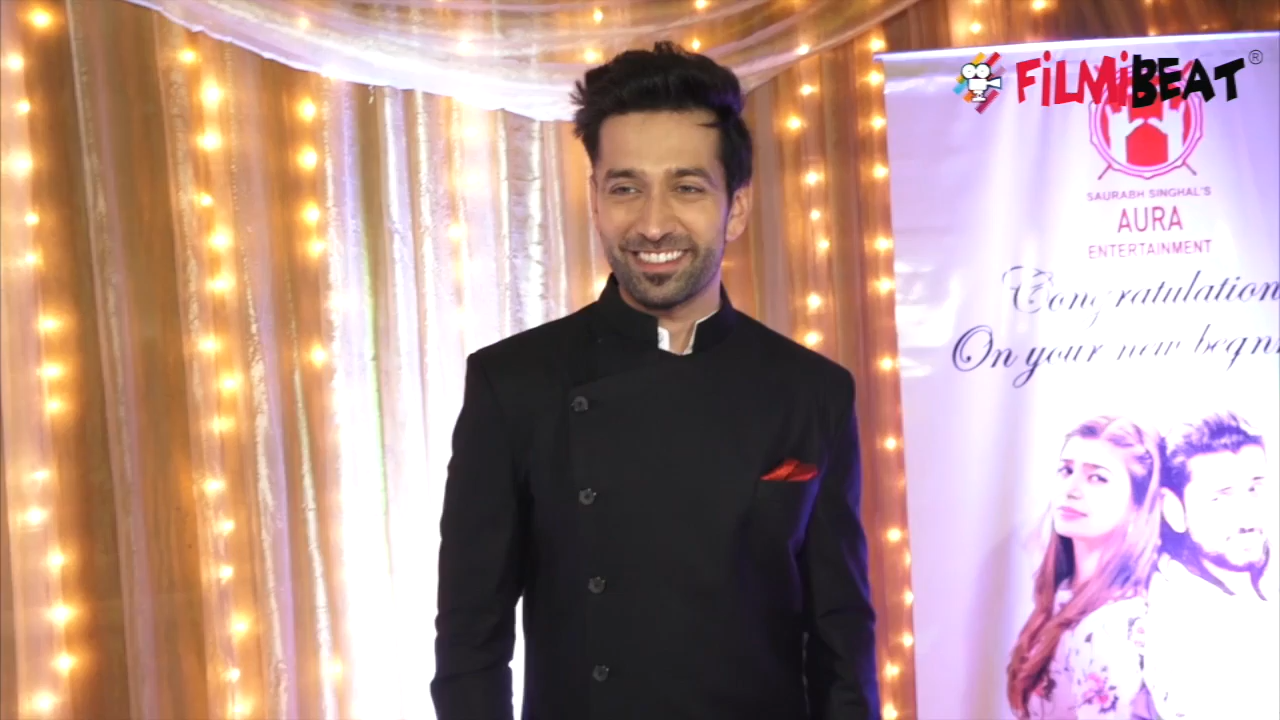 FiLMiBEAT®
SAURABH SINGHAL'S
AURA
ENTERTAINMENT
Congratulation
On your new